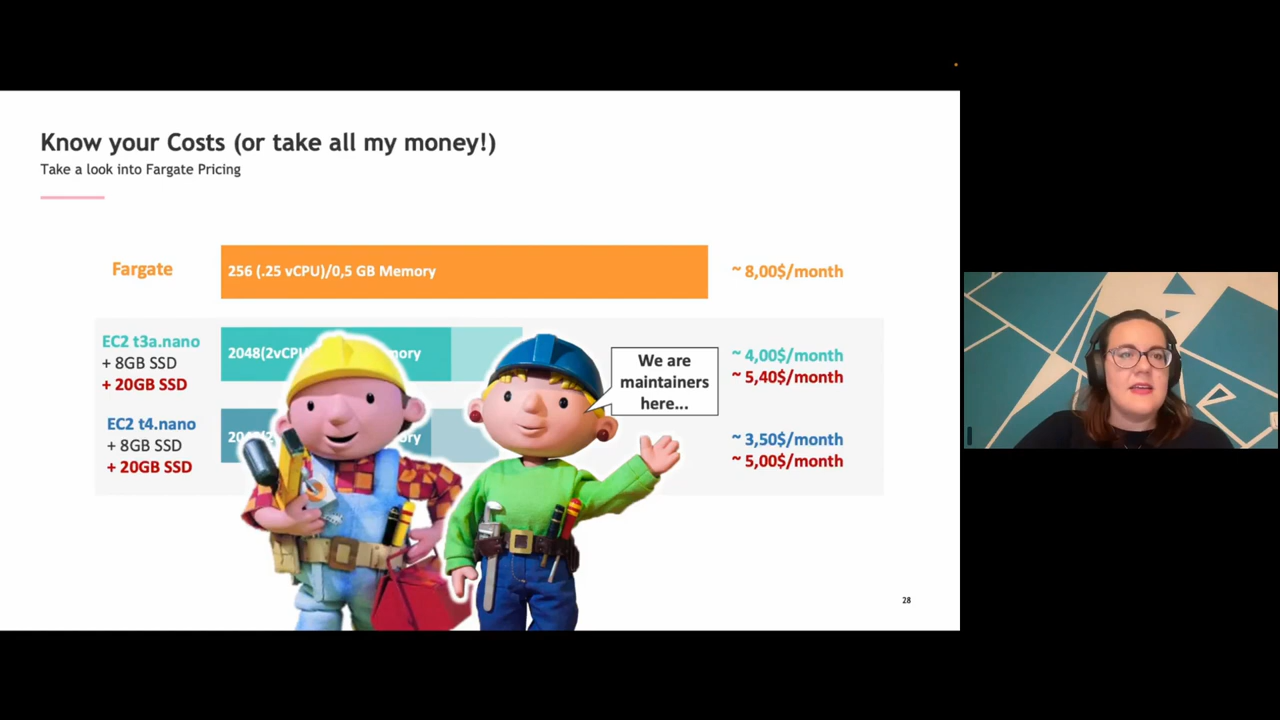 Know your Costs (or take all my money!)
Take a look into Fargate Pricing
Fargate
256 (.25 vCPU)/0,5 GB Memory
~ 8,00$/month
EC2 t3a.nano
+ 8GB SSD
+ 20GB SSD
2048(2vCPU
~ 4,00$/month
~ 5,40$/month
We are
maintainers
here...
EC2 t4.nano
+ 8GB SSD
+ 20GB SSD
~ 3,50$/month
~ 5,00$/month
28